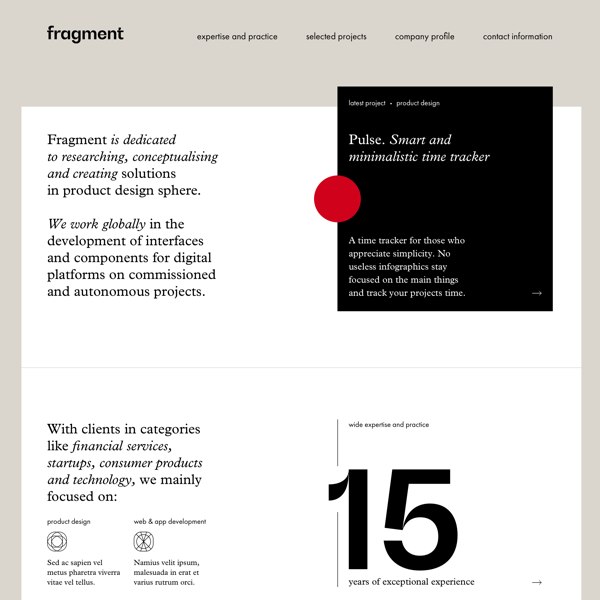 fragment
expertise and practice
selected projects
company profile
contact information
Fragment is dedicated
to researching, conceptualising
and creating solutions
in product design sphere.
We work globally in the
development of interfaces
and components for digital
platforms on commissioned
and autonomous projects.
latest project • product design
Pulse. Smart and
minimalistic time tracker
A time tracker for those who
appreciate simplicity. No
useless infographics stay
focused on the main things
and track your projects time.
→
With clients in categories
like financial services,
startups, consumer products
and technology, we mainly
focused on:
product design
Sed ac sapien vel
metus pharetra viverra
vitae vel tellus.
web & app development
Namius velit ipsum,
malesuada in erat et
varius rutrum orci.
wide expertise and practice
15
years of exceptional experience
→